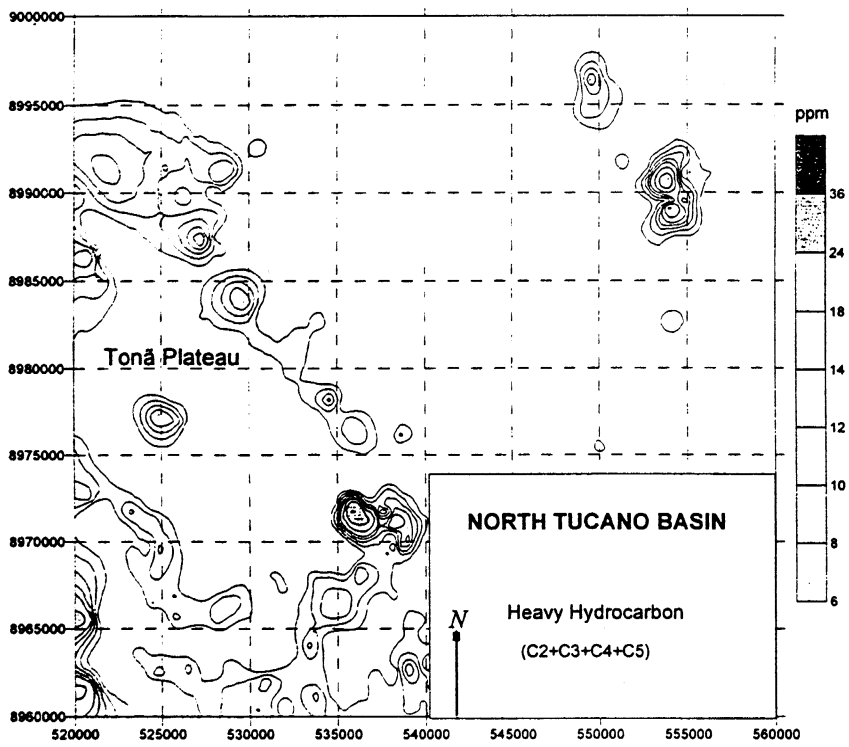 9000000
8995000
8990000
8985000
8980000
8975000
8970000
8965000
8960000
520000 525000 530000 535000 540000 545000 550000 555000 560000
Tonã Plateau
NORTH TUCANO BASIN
Heavy Hydrocarbon
(C2+C3+C4+C5)
N
ppm
36
24
18
14
12
10
8
6